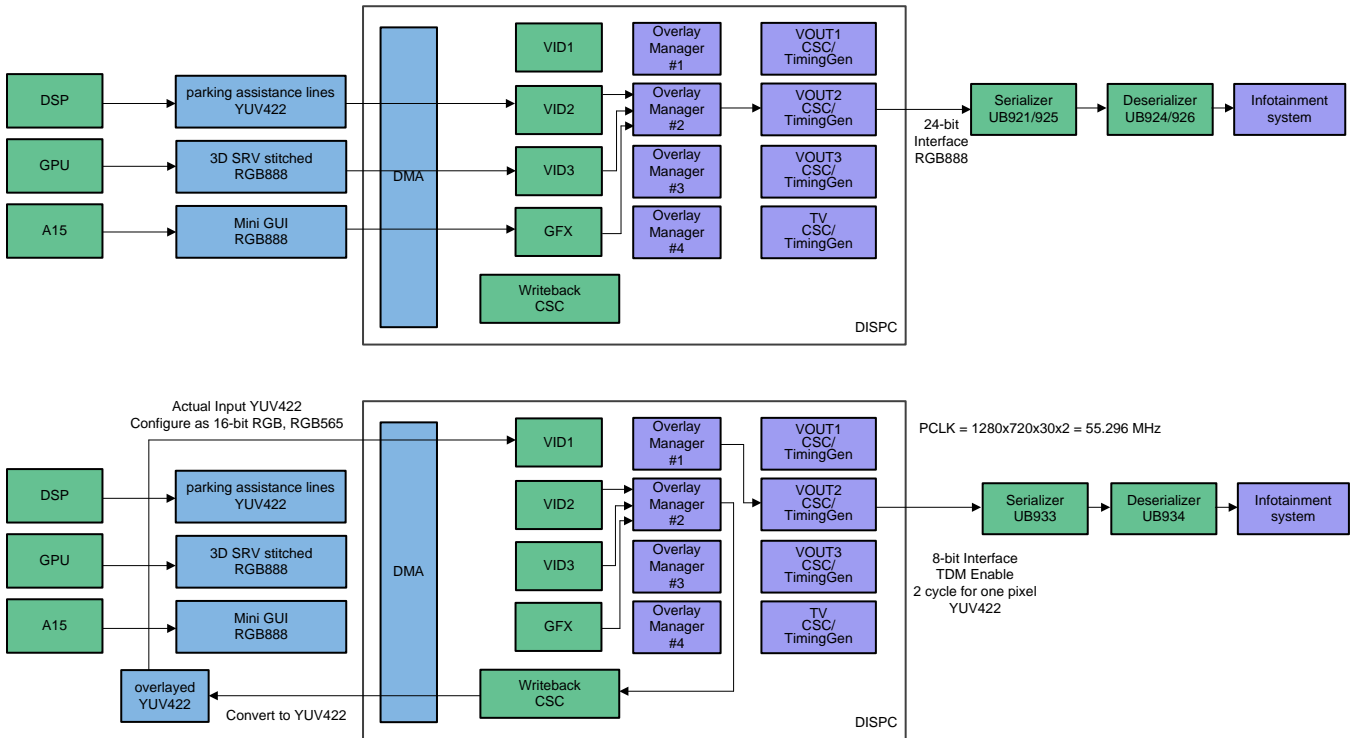 DSP
parking assistance lines
YUV422
GPU
3D SRV stitched
RGB888
A15
Mini GUI
RGB888
DMA
VID1
VID2
VID3
GFX
Writeback
CSC
Overlay
Manager
#1
Overlay
Manager
#2
Overlay
Manager
#3
Overlay
Manager
#4
VOUT1
CSC/
TimingGen
VOUT2
CSC/
TimingGen
VOUT3
CSC/
TimingGen
TV
CSC/
TimingGen
DISPC
24-bit
Interface
RGB888
Serializer
UB921/925
Deserializer
UB924/926
Infotainment
system
Actual Input YUV422
Configure as 16-bit RGB, RGB565
DSP
parking assistance lines
YUV422
GPU
3D SRV stitched
RGB888
A15
Mini GUI
RGB888
overlayed
YUV422
Convert to YUV422
DMA
VID1
VID2
VID3
GFX
Writeback
CSC
Overlay
Manager
#1
Overlay
Manager
#2
Overlay
Manager
#3
Overlay
Manager
#4
VOUT1
CSC/
TimingGen
VOUT2
CSC/
TimingGen
VOUT3
CSC/
TimingGen
TV
CSC/
TimingGen
DISPC
PCLK = 1280x720x30x2 = 55.296 MHz
8-bit Interface
TDM Enable
2 cycle for one pixel
YUV422
Serializer
UB933
Deserializer
UB934
Infotainment
system